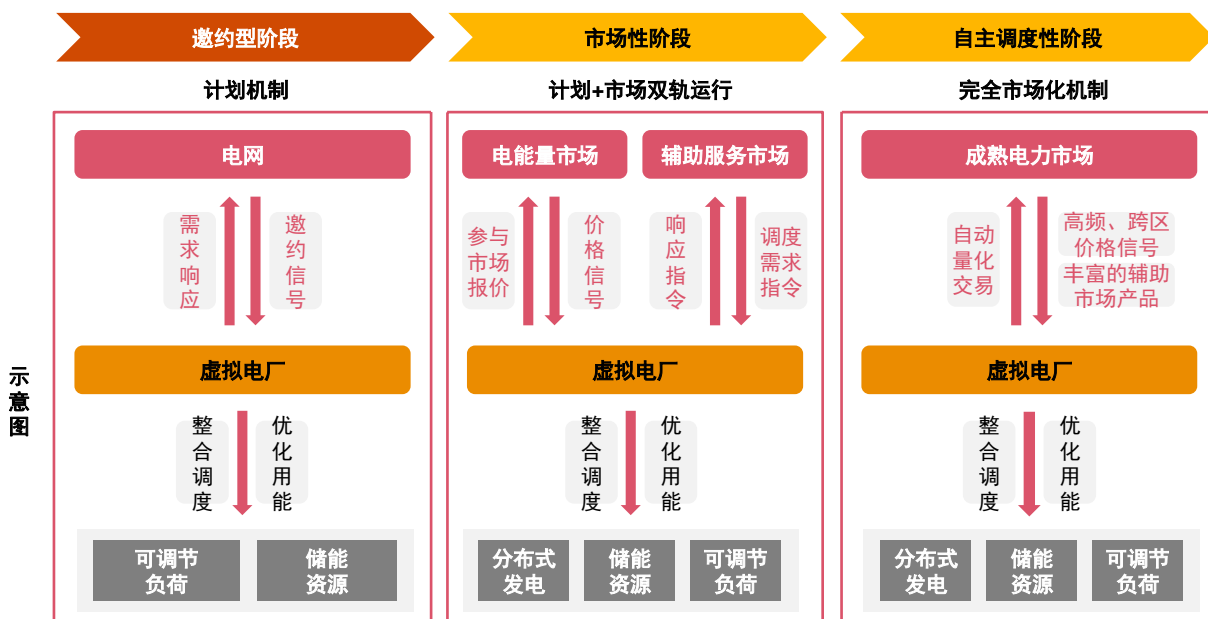 邀约型阶段
市场性阶段
自主调度性阶段
计划机制
计划+市场双轨运行
完全市场化机制
示
意
图
电网
需
求
响
应
邀
约
信
号
虚拟电厂
整
合
调
度
优
化
用
能
可调节
负荷
储能
资源
电能量市场
辅助服务市场
参与
市场
报价
价
格
信
号
响
应
指
令
调度
需求
指令
虚拟电厂
整
合
调
度
优
化
用
能
分布式
发电
储能
资源
可调节
负荷
成熟电力市场
自动
量化
交易
高频、跨区
价格信号
丰富的辅助
市场产品
虚拟电厂
整
合
调
度
优
化
用
能
分布式
发电
储能
资源
可调节
负荷